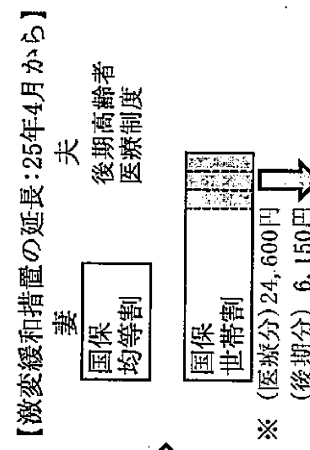 【激変緩和措置の延長：25年4月から】
妻
夫
国保
均等割
後期高齢者
医療制度
国保
世帯割
※ (医療分) 24,600円
(後期分) 6,150円